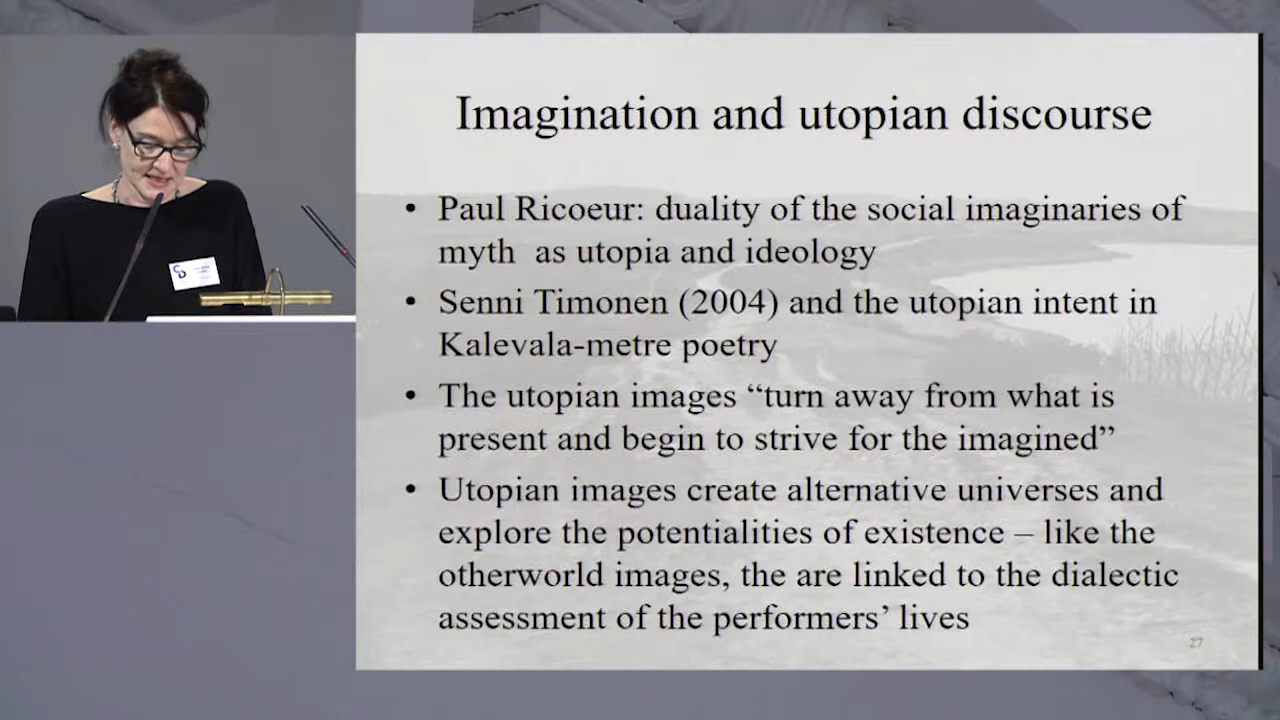 Imagination and utopian discourse
• Paul Ricoeur: duality of the social imaginaries of
myth as utopia and ideology
• Senni Timonen (2004) and the utopian intent in
Kalevala-metre poetry
• The utopian images “turn away from what is
present and begin to strive for the imagined”
• Utopian images create alternative universes and
explore the potentialities of existence – like the
otherworld images, the are linked to the dialectic
assessment of the performers’ lives
27